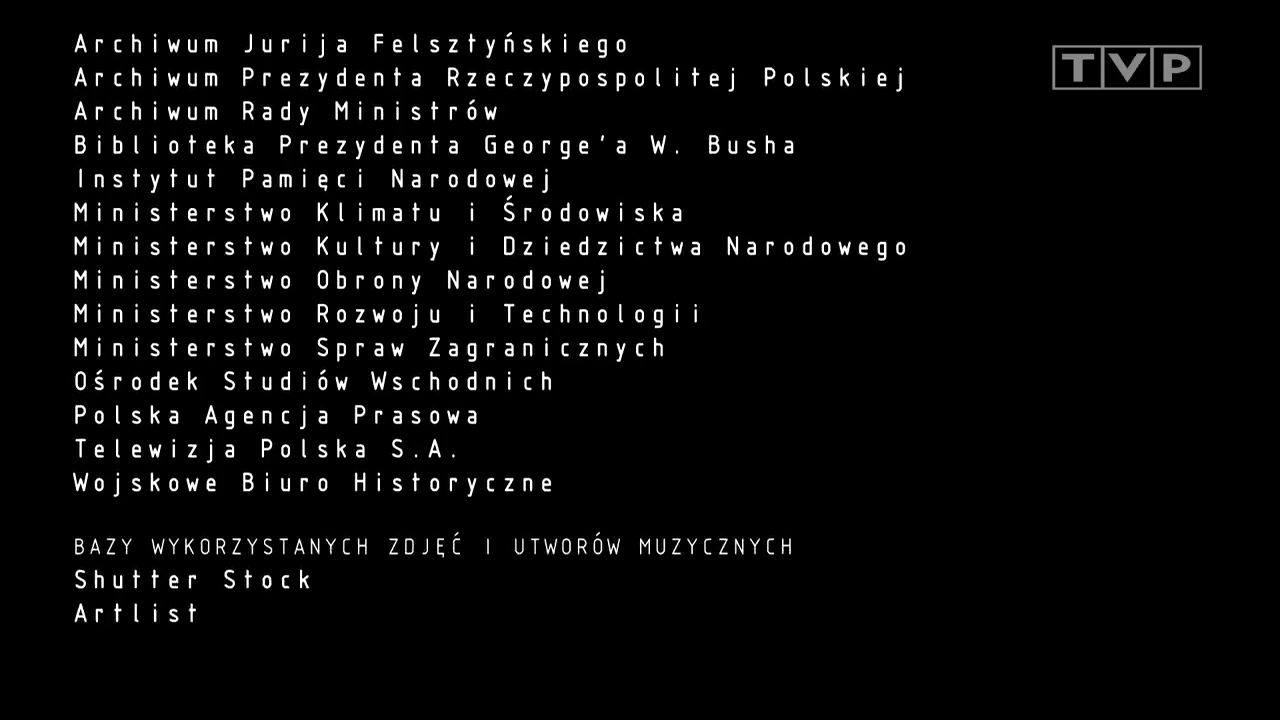 Archiwum Jurija Felsztyńskiego
Archiwum Prezydenta Rzeczypospolitej Polskiej
TVP
Archiwum Rady Ministrów
Biblioteka Prezydenta George'a W. Busha
Instytut Pamięci Narodowej
Ministerstwo Klimatu i Środowiska
Ministerstwo Kultury i Dziedzictwa Narodowego
Ministerstwo Obrony Narodowej
Ministerstwo Rozwoju i Technologii
Ministerstwo Spraw Zagranicznych
Ośrodek Studiów Wschodnich
Polska Agencja Prasowa
Telewizja Polska S.A.
Wojskowe Biuro Historyczne
BAZY WYKORZYSTANYCH ZDJĘĆ I UTWORÓW MUZYCZNYCH
Shutter Stock
Artlist